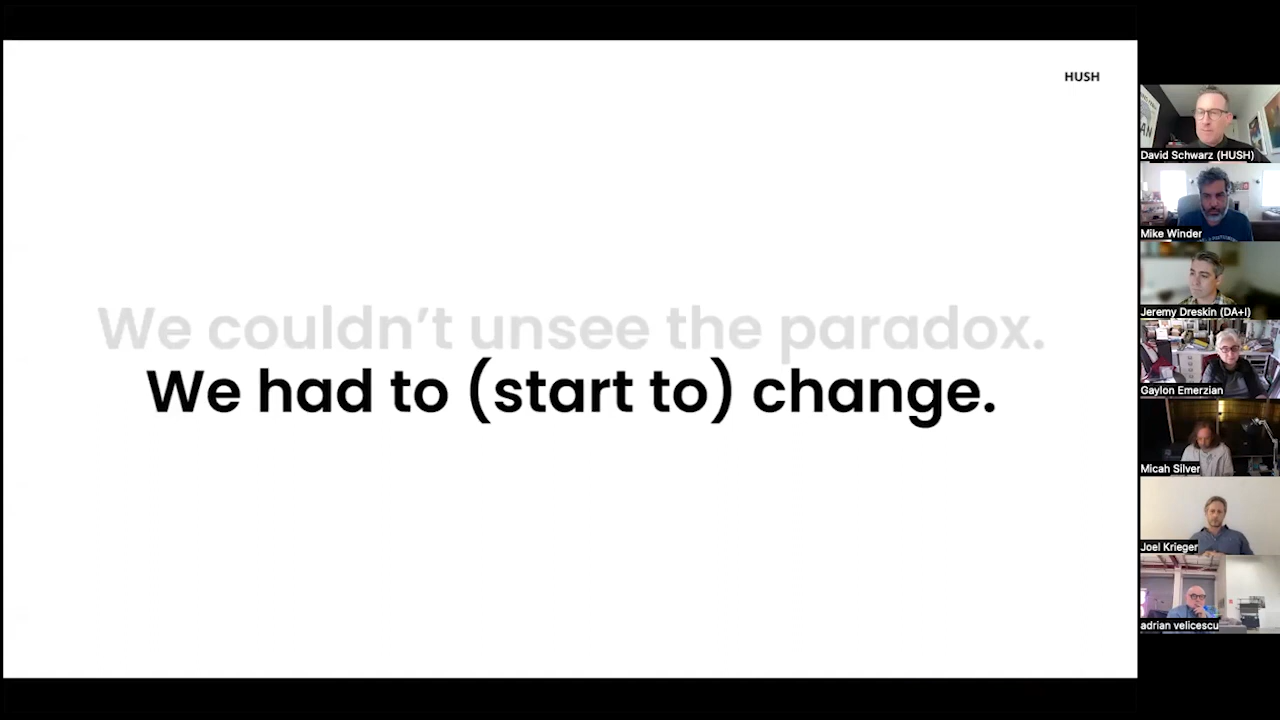 HUSH
We couldn’t unsee the paradox.
We had to (start to) change.
AN
David Schwarz (HUSH)
Mike Winder
Jeremy Dreskin (DA+I)
Gaylon Emerzian
Micah Silver
Joel Krieger
adrian velicescu